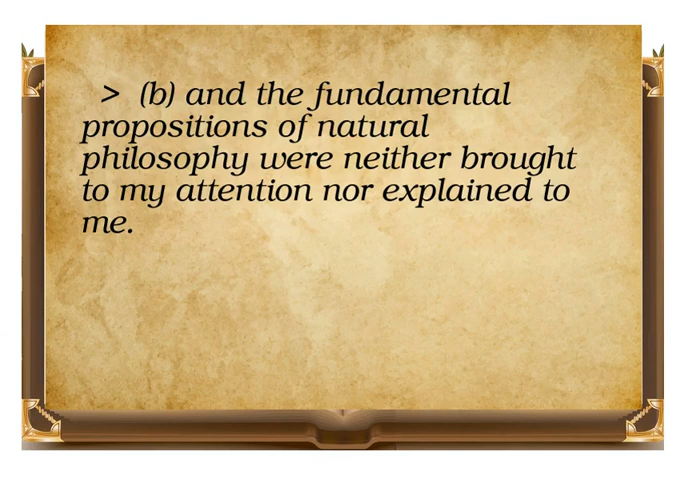 > (b) and the fundamental
propositions of natural
philosophy were neither brought
to my attention nor explained to
me.